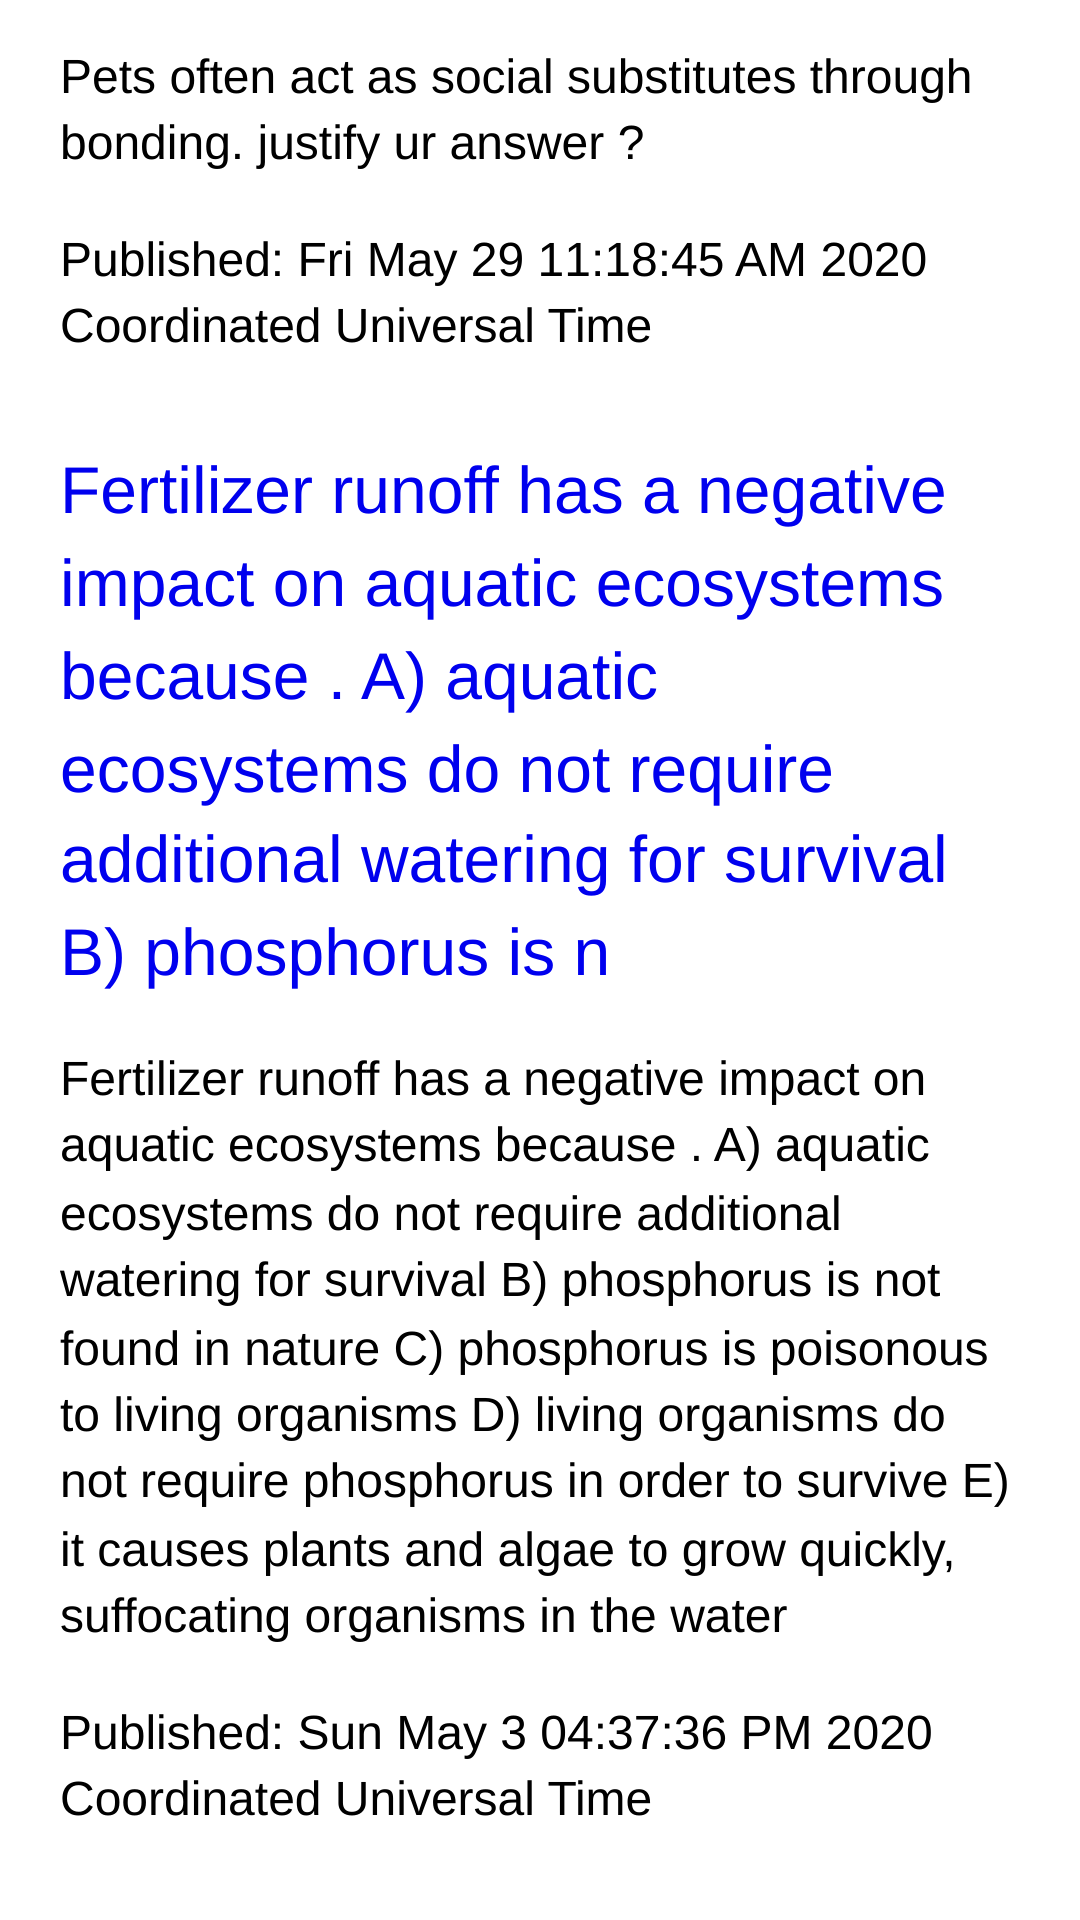 Pets often act as social substitutes through
bonding. justify ur answer ?
Published: Fri May 29 11:18:45 AM 2020
Coordinated Universal Time
Fertilizer runoff has a negative
impact on aquatic ecosystems
because . A) aquatic
ecosystems do not require
additional watering for survival
B) phosphorus is n
Fertilizer runoff has a negative impact on
aquatic ecosystems because . A) aquatic
ecosystems do not require additional
watering for survival B) phosphorus is not
found in nature C) phosphorus is poisonous
to living organisms D) living organisms do
not require phosphorus in order to survive E)
it causes plants and algae to grow quickly,
suffocating organisms in the water
Published: Sun May 3 04:37:36 PM 2020
Coordinated Universal Time